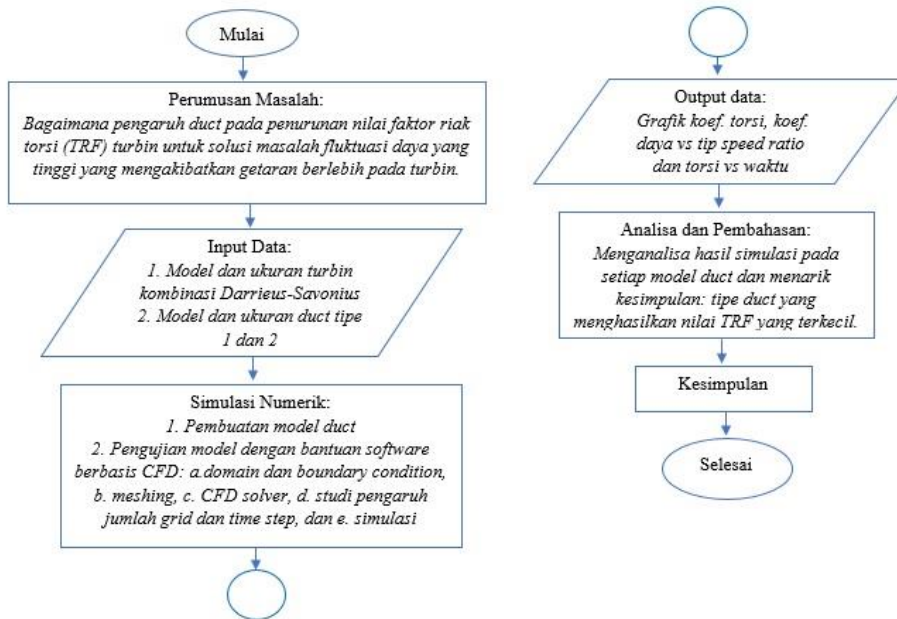 Mulai
Perumusan Masalah:
Bagaimana pengaruh duct pada penurunan nilai faktor riak
torsi (TRF) turbin untuk solusi masalah fluktuasi daya yang
tinggi yang mengakibatkan getaran berlebih pada turbin.
Input Data:
1. Model dan ukuran turbin
kombinasi Darrieus-Savonius
2. Model dan ukuran duct tipe
1 dan 2
Simulasi Numerik:
1. Pembuatan model duct
2. Pengujian model dengan bantuan software
berbasis CFD: a.domain dan boundary condition,
b. meshing, c. CFD solver, d. studi pengaruh
jumlah grid dan time step, dan e. simulasi
Output data:
Grafik koef. torsi, koef.
daya vs tip speed ratio
dan torsi vs waktu
Analisa dan Pembahasan:
Menganalisa hasil simulasi pada
setiap model duct dan menarik
kesimpulan: tipe duct yang
menghasilkan nilai TRF yang terkecil.
Kesimpulan
Selesai